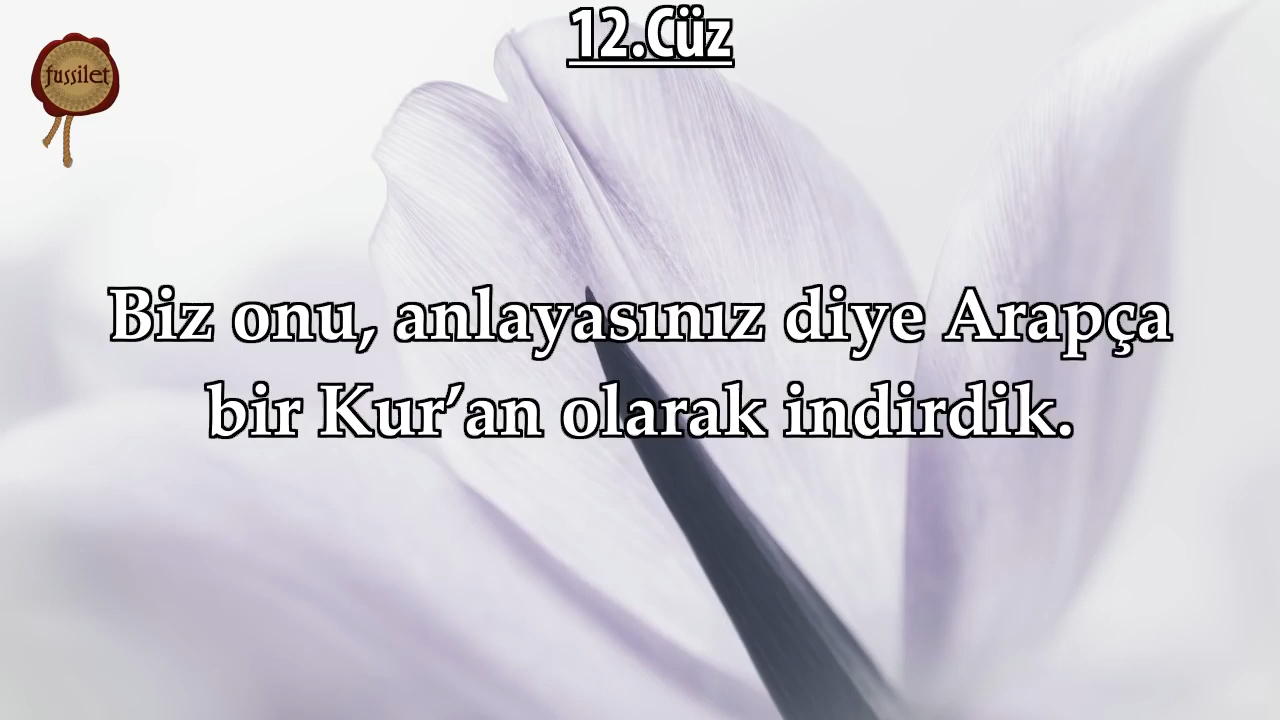 12.Cüz
fussilet
Biz onu, anlayasınız diye Arapça
bir Kur’an olarak indirdik.